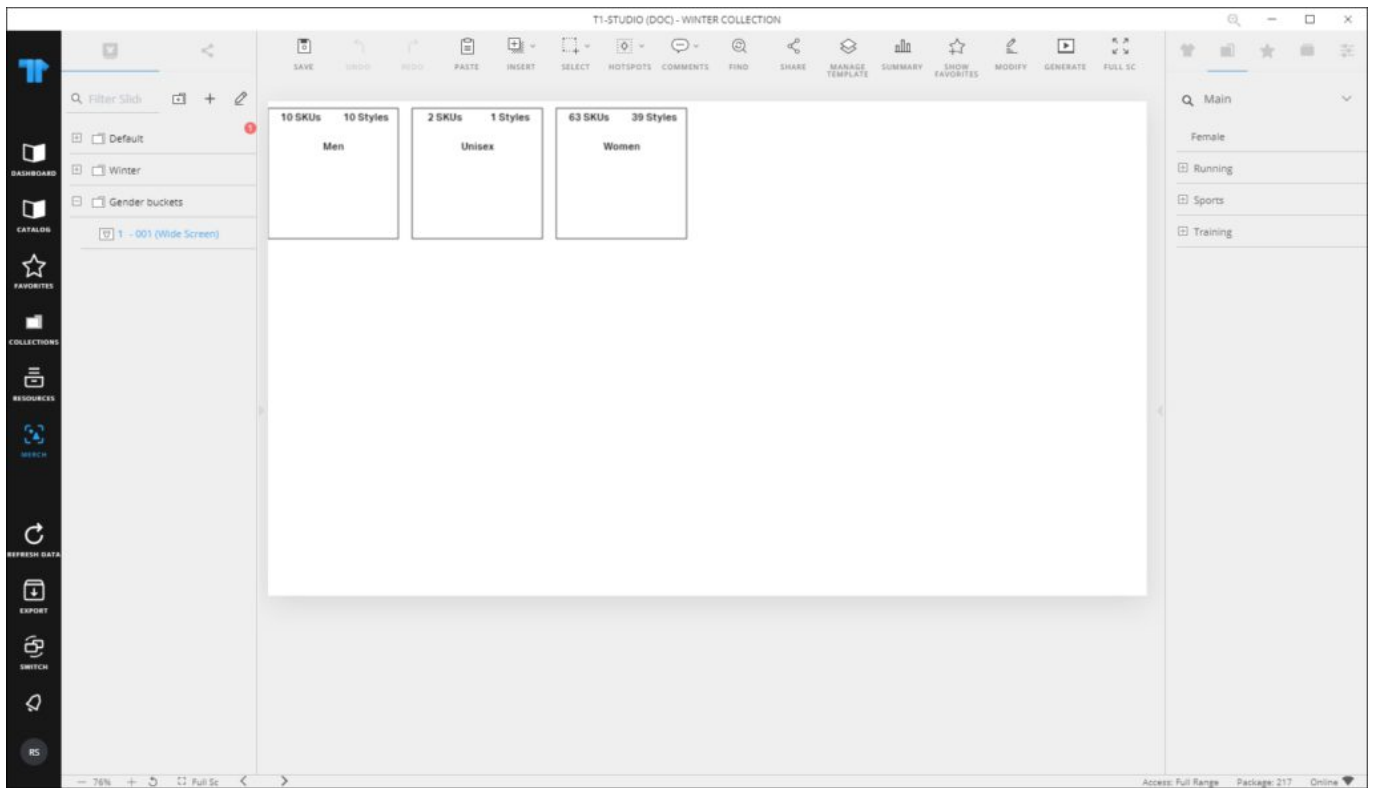 T1-STUDIO (DOC) - WINTER COLLECTION
SAVE
UNDO
REDO
PASTE
INSERT
SELECT
HOTSPOTS
COMMENTS
FIND
SHARE
MANAGE TEMPLATE
SUMMARY
SHOW FAVORITES
MODIFY
GENERATE
FULL SC
DASHBOARD
CATALOG
FAVORITES
COLLECTIONS
RESOURCES
MERCH
REFRESH DATA
EXPORT
SWITCH
RS
Filter Slid
1
Default
Winter
Gender buckets
1 - 001 (Wide Screen)
10 SKUs 10 Styles
Men
2 SKUs 1 Styles
Unisex
63 SKUs 39 Styles
Women
Main
Female
Running
Sports
Training
76%
Full Sc
Access: Full Range
Package: 217
Online